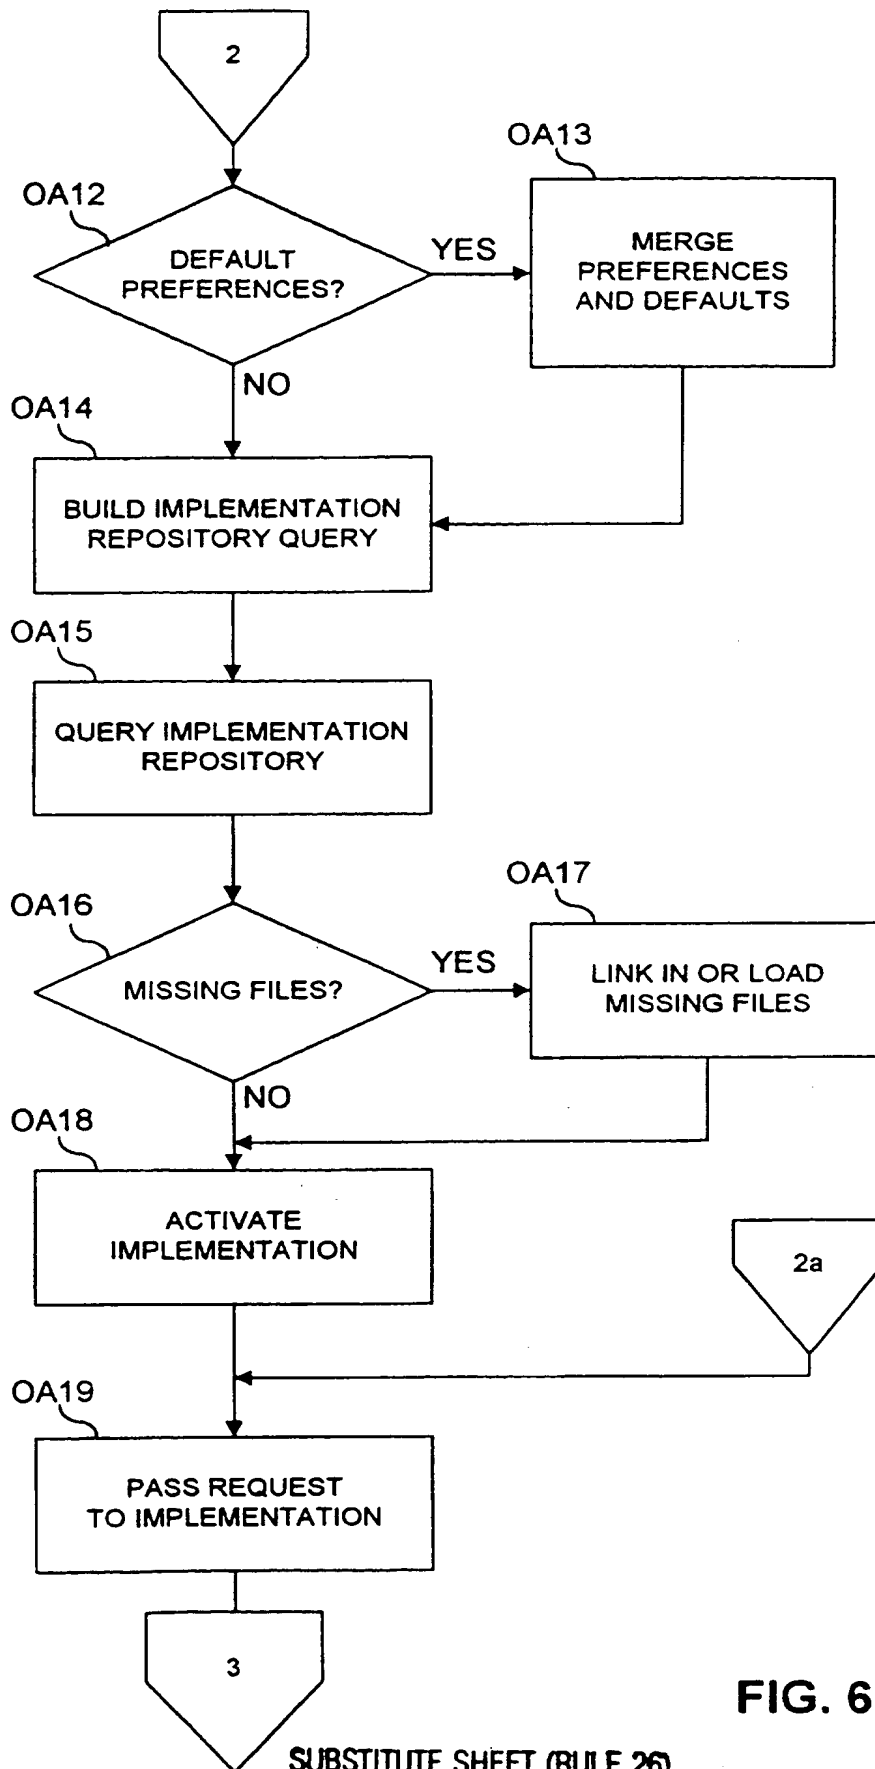 2
OA13
OA12
YES
MERGE
PREFERENCES
AND DEFAULTS
DEFAULT
PREFERENCES?
NO
OA14
BUILD IMPLEMENTATION
REPOSITORY QUERY
OA15
QUERY IMPLEMENTATION
REPOSITORY
OA17
OA16
YES
LINK IN OR LOAD
MISSING FILES
MISSING FILES?
NO
OA18
ACTIVATE
IMPLEMENTATION
2a
OA19
PASS REQUEST
TO IMPLEMENTATION
3
FIG. 6
SUBSTITUTE SHEET (RULE 26)